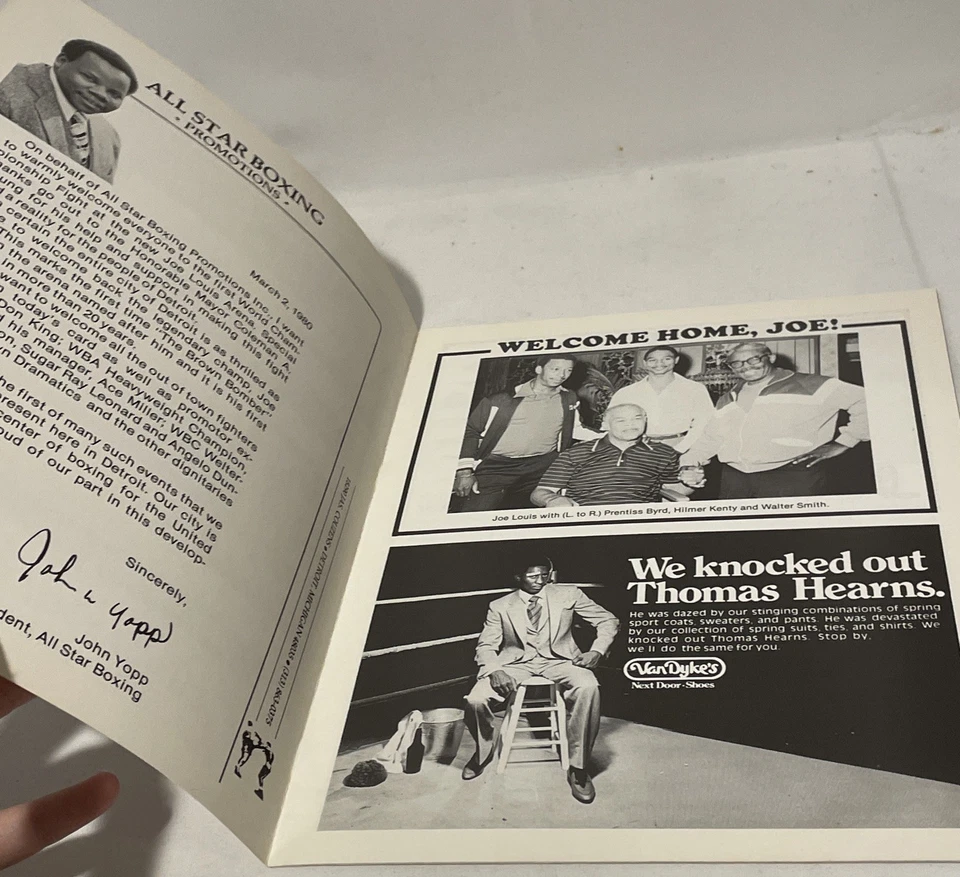 ALL STAR BOXING
• PROMOTIONS •
March 2, 1980
On behalf of All Star Boxing Promotions Inc., I want
to warmly welcome everyone to the first World Cham-
pionship Fight at the new Joe Louis Arena. Special
thanks go out to the Honorable Mayor Coleman A.
Young for his help and support in making this fight
a reality for the people of Detroit.
certain the entire city of Detroit is as thrilled as
to welcome back the legendary champ, Joe
This marks the first time the Brown Bomber
the arena named after him and it is his first
in more than 20 years.
want to welcome all the out of town fighters
today's card as well as promotor ex-
Don King, WBA Heavyweight Champion,
his manager, Ace Miller, WBC Welter-
Sugar Ray Leonard and Angelo Dun-
Dramatics and the other dignitaries
the first of many such events that we
present here in Detroit. Our city is
center of boxing for the United
proud of our part in this develop-
Sincerely,
John W Yopp
John Yopp
dent, All Star Boxing
DETROIT, MICHIGAN
WELCOME HOME, JOE!
Joe Louis with (L. to R.) Prentiss Byrd, Hilmer Kenty and Walter Smith.
We knocked out
Thomas Hearns.
He was dazed by our stinging combinations of spring
sport coats, sweaters, and pants. He was devastated
by our collection of spring suits, ties, and shirts. We
knocked out Thomas Hearns. Stop by,
we'll do the same for you.
VanDyke's
Next Door - Shoes